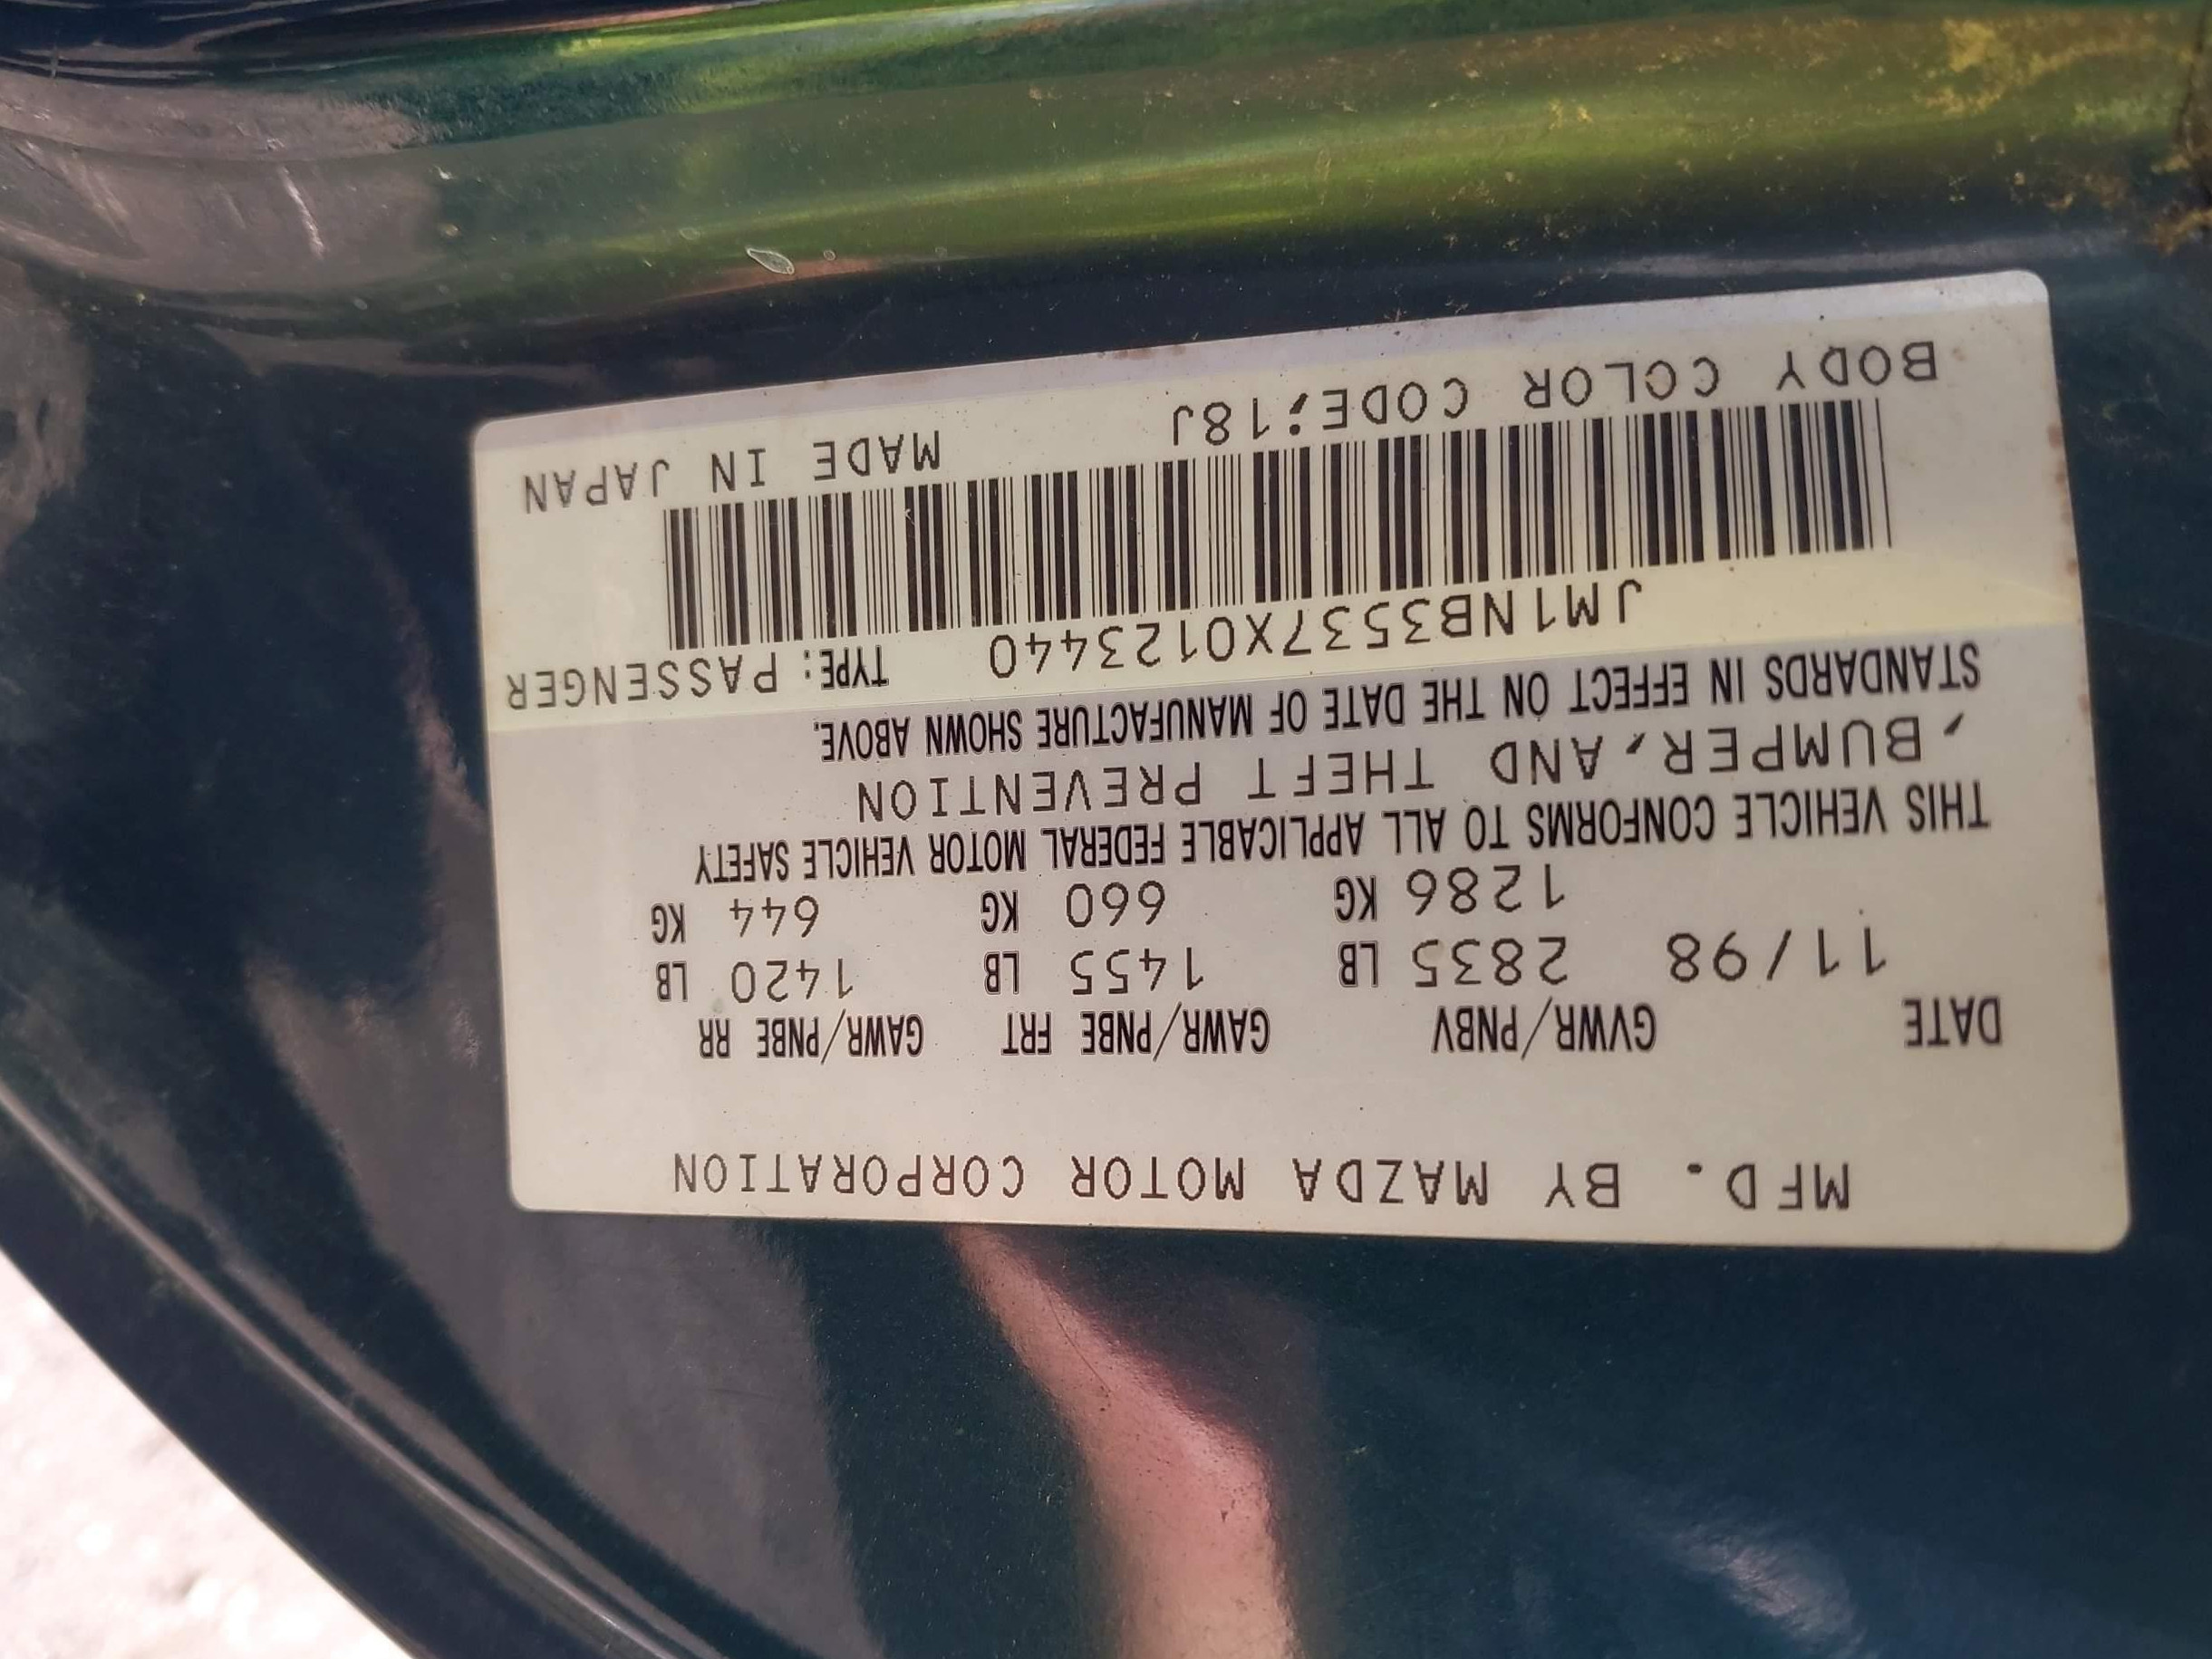 MFD. BY MAZDA MOTOR CORPORATION
DATE GVWR/PNBV GAWR/PNBE FRT GAWR/PNBE RR
11/98 2835 LB 1455 LB 1420 LB
1286 KG 660 KG 644 KG
THIS VEHICLE CONFORMS TO ALL APPLICABLE FEDERAL MOTOR VEHICLE SAFETY
,BUMPER,AND THEFT PREVENTION
STANDARDS IN EFFECT ON THE DATE OF MANUFACTURE SHOWN ABOVE.
JM1NB3537X0123440 TYPE: PASSENGER
BODY COLOR CODE:18J MADE IN JAPAN